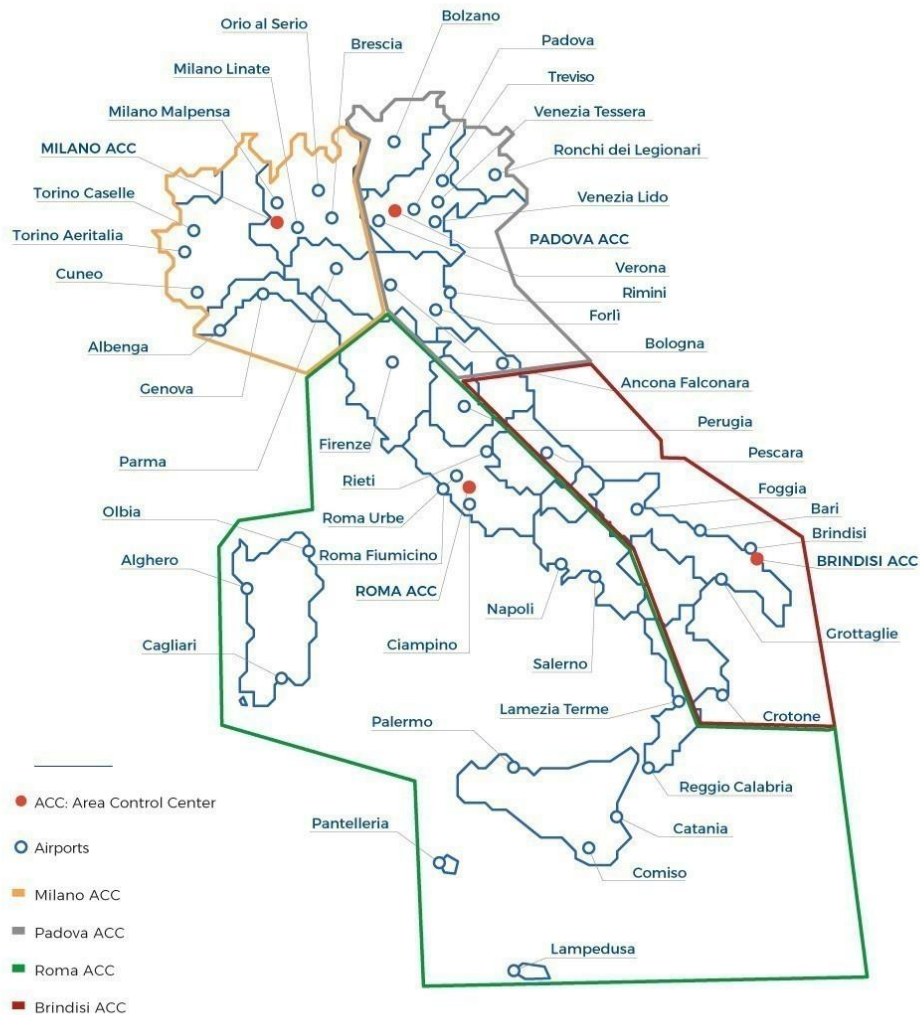 Bolzano
Orio al Serio
Padova
Brescia
Milano Linate
Treviso
Milano Malpensa
Venezia Tessera
MILANO ACC
Ronchi dei Legionari
Torino Caselle
Venezia Lido
Torino Aeritalia
PADOVA ACC
Cuneo
Verona
Rimini
Forlì
Albenga
Bologna
Genova
Ancona Falconara
Perugia
Firenze
Parma
Pescara
Rieti
Foggia
Olbia
Roma Urbe
Bari
Brindisi
Alghero
Roma Fiumicino
BRINDISI ACC
ROMA ACC
Napoli
Grottaglie
Cagliari
Ciampino
Salerno
Lamezia Terme
Crotone
Palermo
Reggio Calabria
ACC: Area Control Center
Pantelleria
Catania
Airports
Comiso
Milano ACC
Padova ACC
Lampedusa
Roma ACC
Brindisi ACC